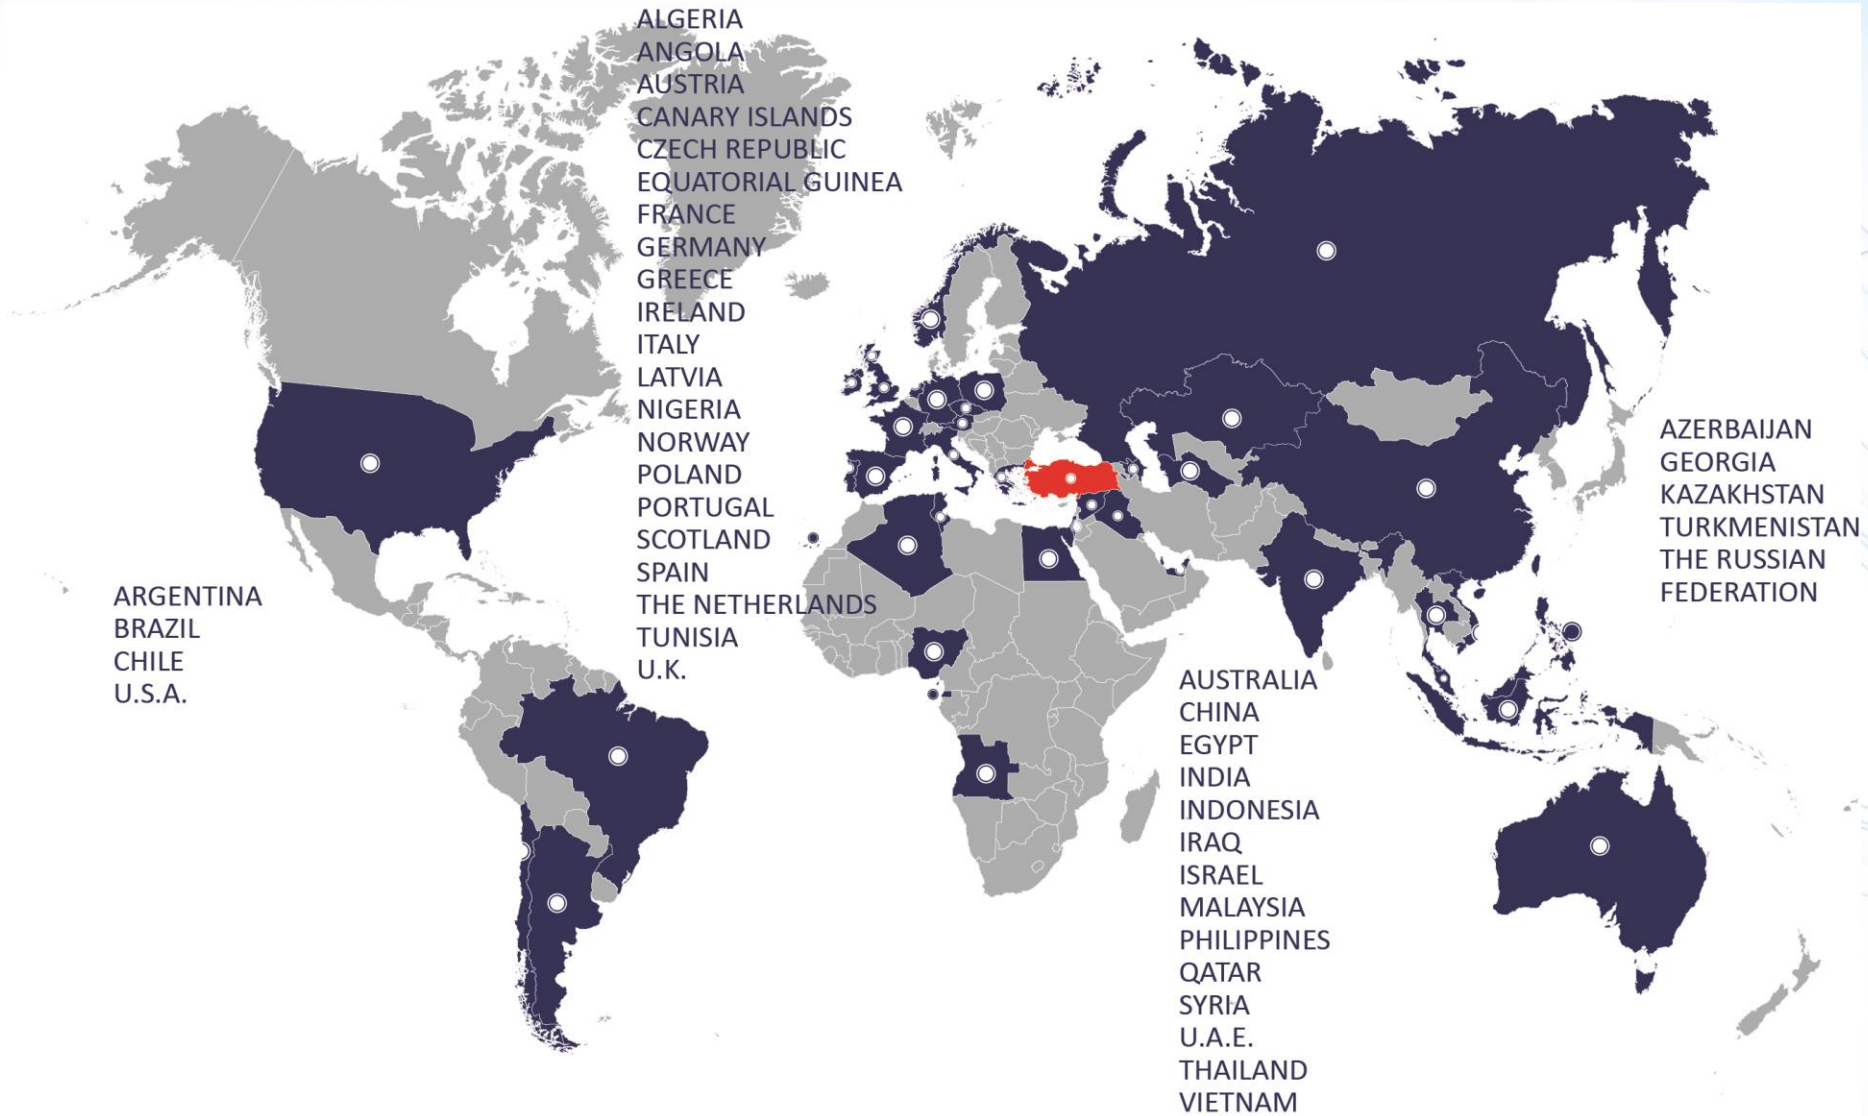 ALGERIA
ANGOLA
AUSTRIA
CANARY ISLANDS
CZECH REPUBLIC
EQUATORIAL GUINEA
FRANCE
GERMANY
GREECE
IRELAND
ITALY
LATVIA
NIGERIA
NORWAY
POLAND
PORTUGAL
SCOTLAND
SPAIN
THE NETHERLANDS
TUNISIA
U.K.
ARGENTINA
BRAZIL
CHILE
U.S.A.
AUSTRALIA
CHINA
EGYPT
INDIA
INDONESIA
IRAQ
ISRAEL
MALAYSIA
PHILIPPINES
QATAR
SYRIA
U.A.E.
THAILAND
VIETNAM
AZERBAIJAN
GEORGIA
KAZAKHSTAN
TURKMENISTAN
THE RUSSIAN
FEDERATION